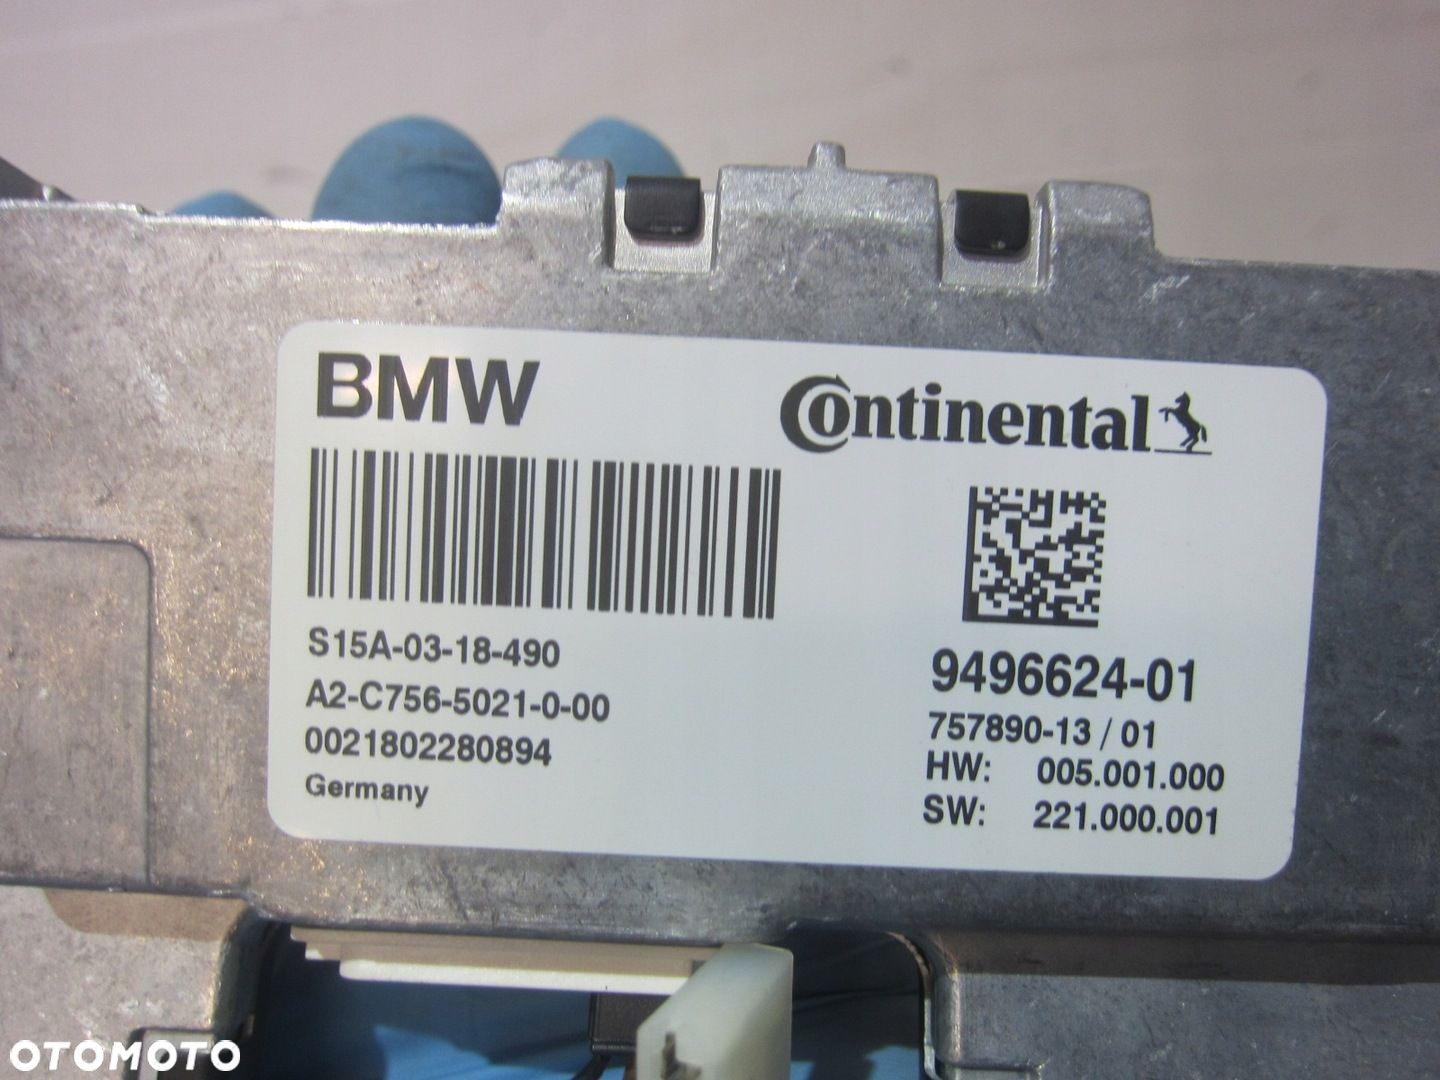 BMW
Continental
S15A-03-18-490
A2-C756-5021-0-00
0021802280894
Germany
9496624-01
757890-13 / 01
HW: 005.001.000
SW: 221.000.001
OTOMOTO